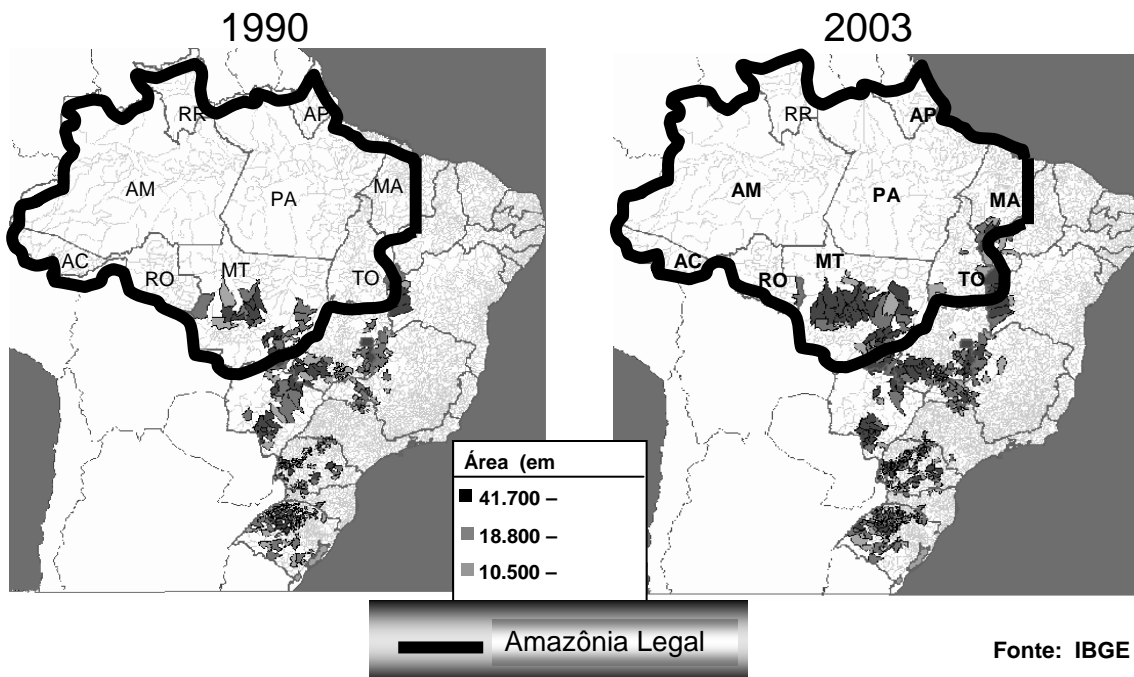 1990
2003
RR
AP
AM
PA
MA
AC
RO
MT
TO
RR
AP
AM
PA
MA
AC
RO
MT
TO
Área (em
41.700 –
18.800 –
10.500 –
Amazônia Legal
Fonte: IBGE